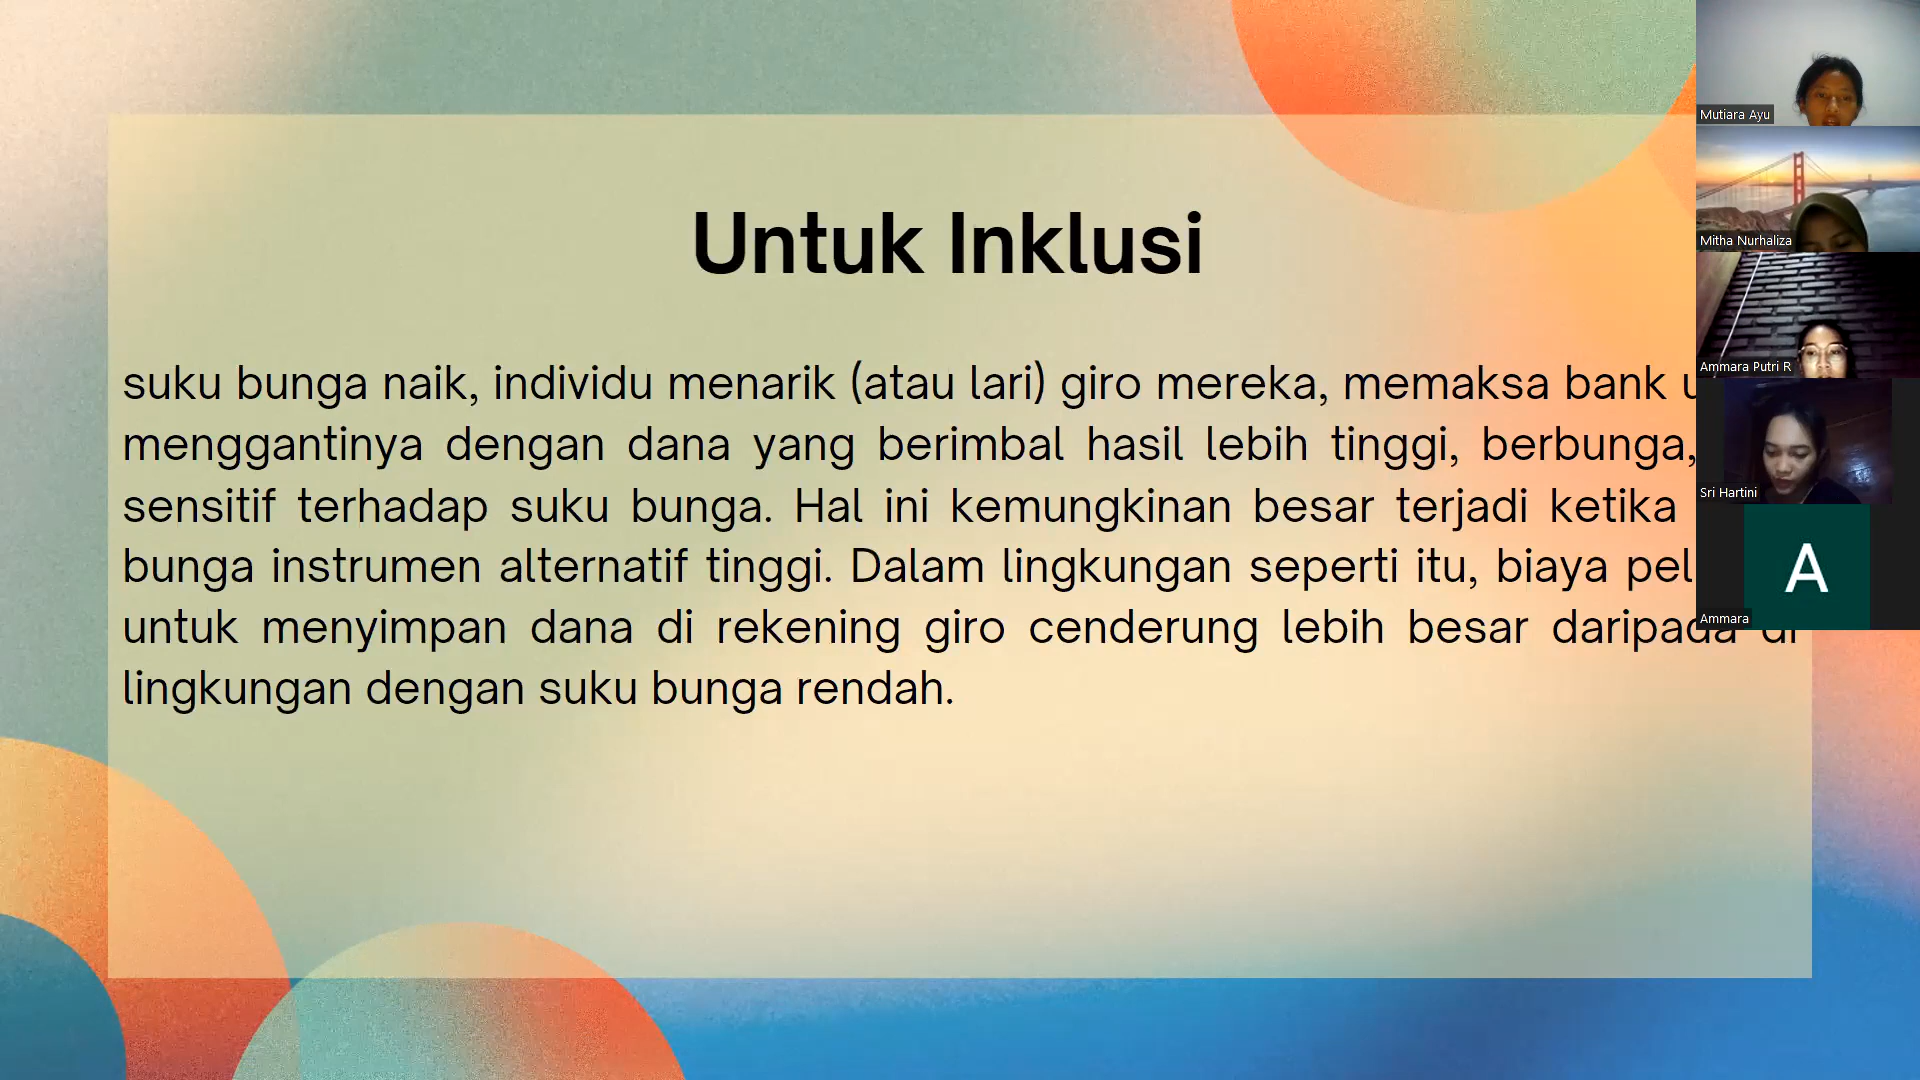 Untuk Inklusi
suku bunga naik, individu menarik (atau lari) giro mereka, memaksa bank
menggantinya dengan dana yang berimbal hasil lebih tinggi, berbunga,
sensitif terhadap suku bunga. Hal ini kemungkinan besar terjadi ketika
bunga instrumen alternatif tinggi. Dalam lingkungan seperti itu, biaya
untuk menyimpan dana di rekening giro cenderung lebih besar daripada di
lingkungan dengan suku bunga rendah.
Mutiara Ayu
Mitha Nurhaliza
Ammara Putri R
Sri Hartini
A
Ammara